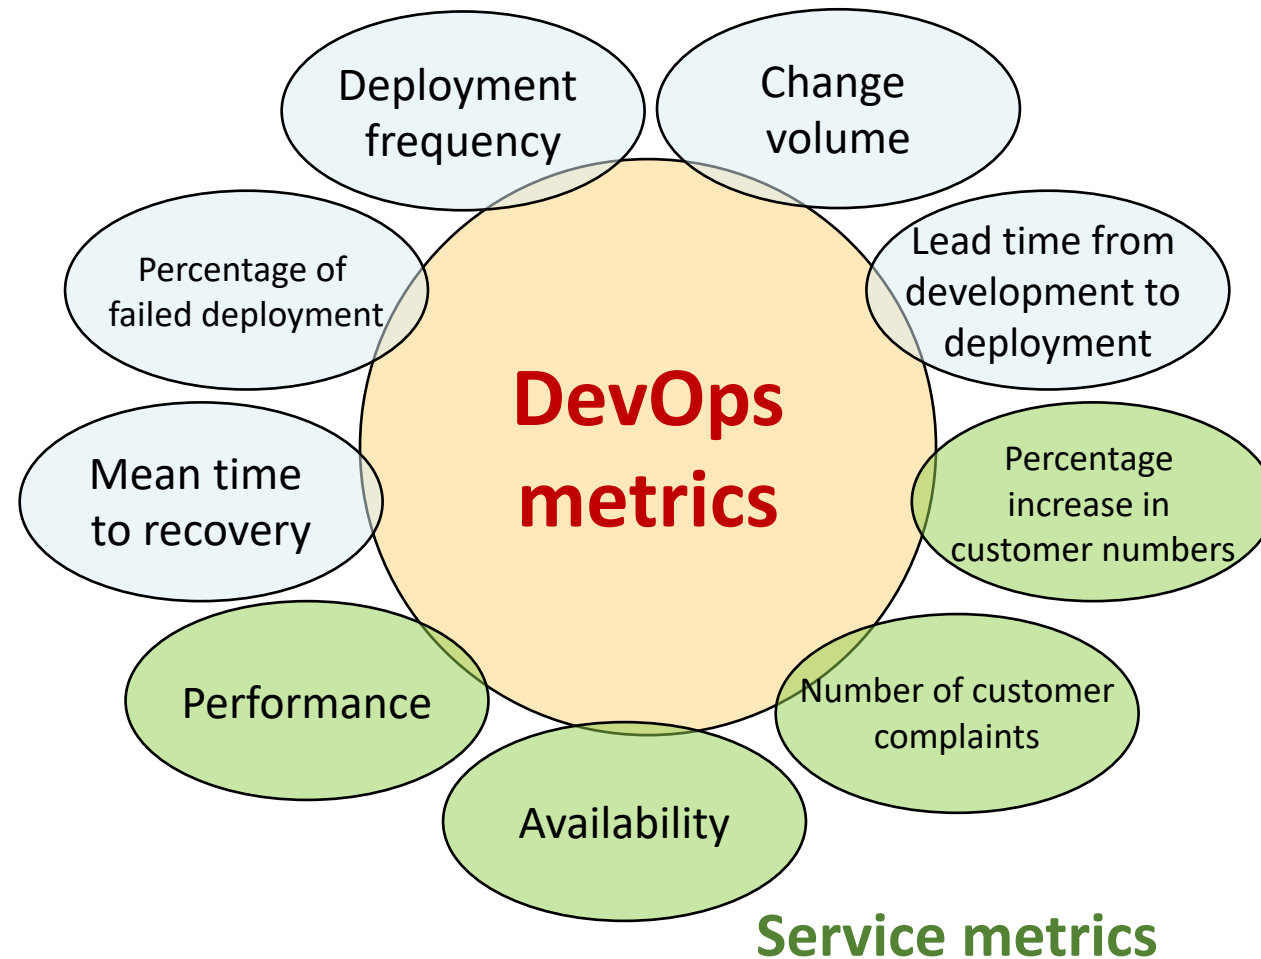 Deployment
frequency
Change
volume
Percentage of
failed deployment
Lead time from
development to
deployment
DevOps
metrics
Mean time
to recovery
Percentage
increase in
customer numbers
Performance
Number of customer
complaints
Availability
Service metrics